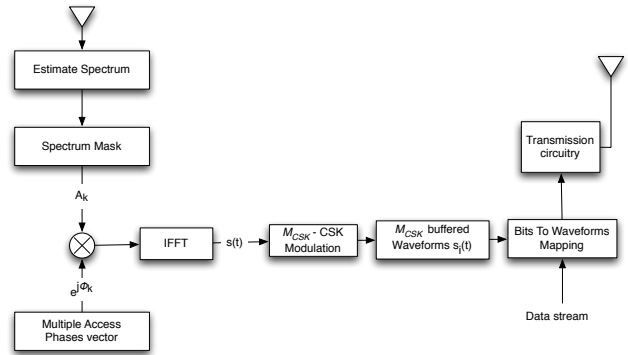 Estimate Spectrum
Spectrum Mask
Transmission
circuitry
A_k
IFFT
s(t)
M_CSK - CSK
Modulation
M_CSK buffered
Waveforms s_i(t)
Bits To Waveforms
Mapping
e^jΦ_k
Multiple Access
Phases vector
Data stream